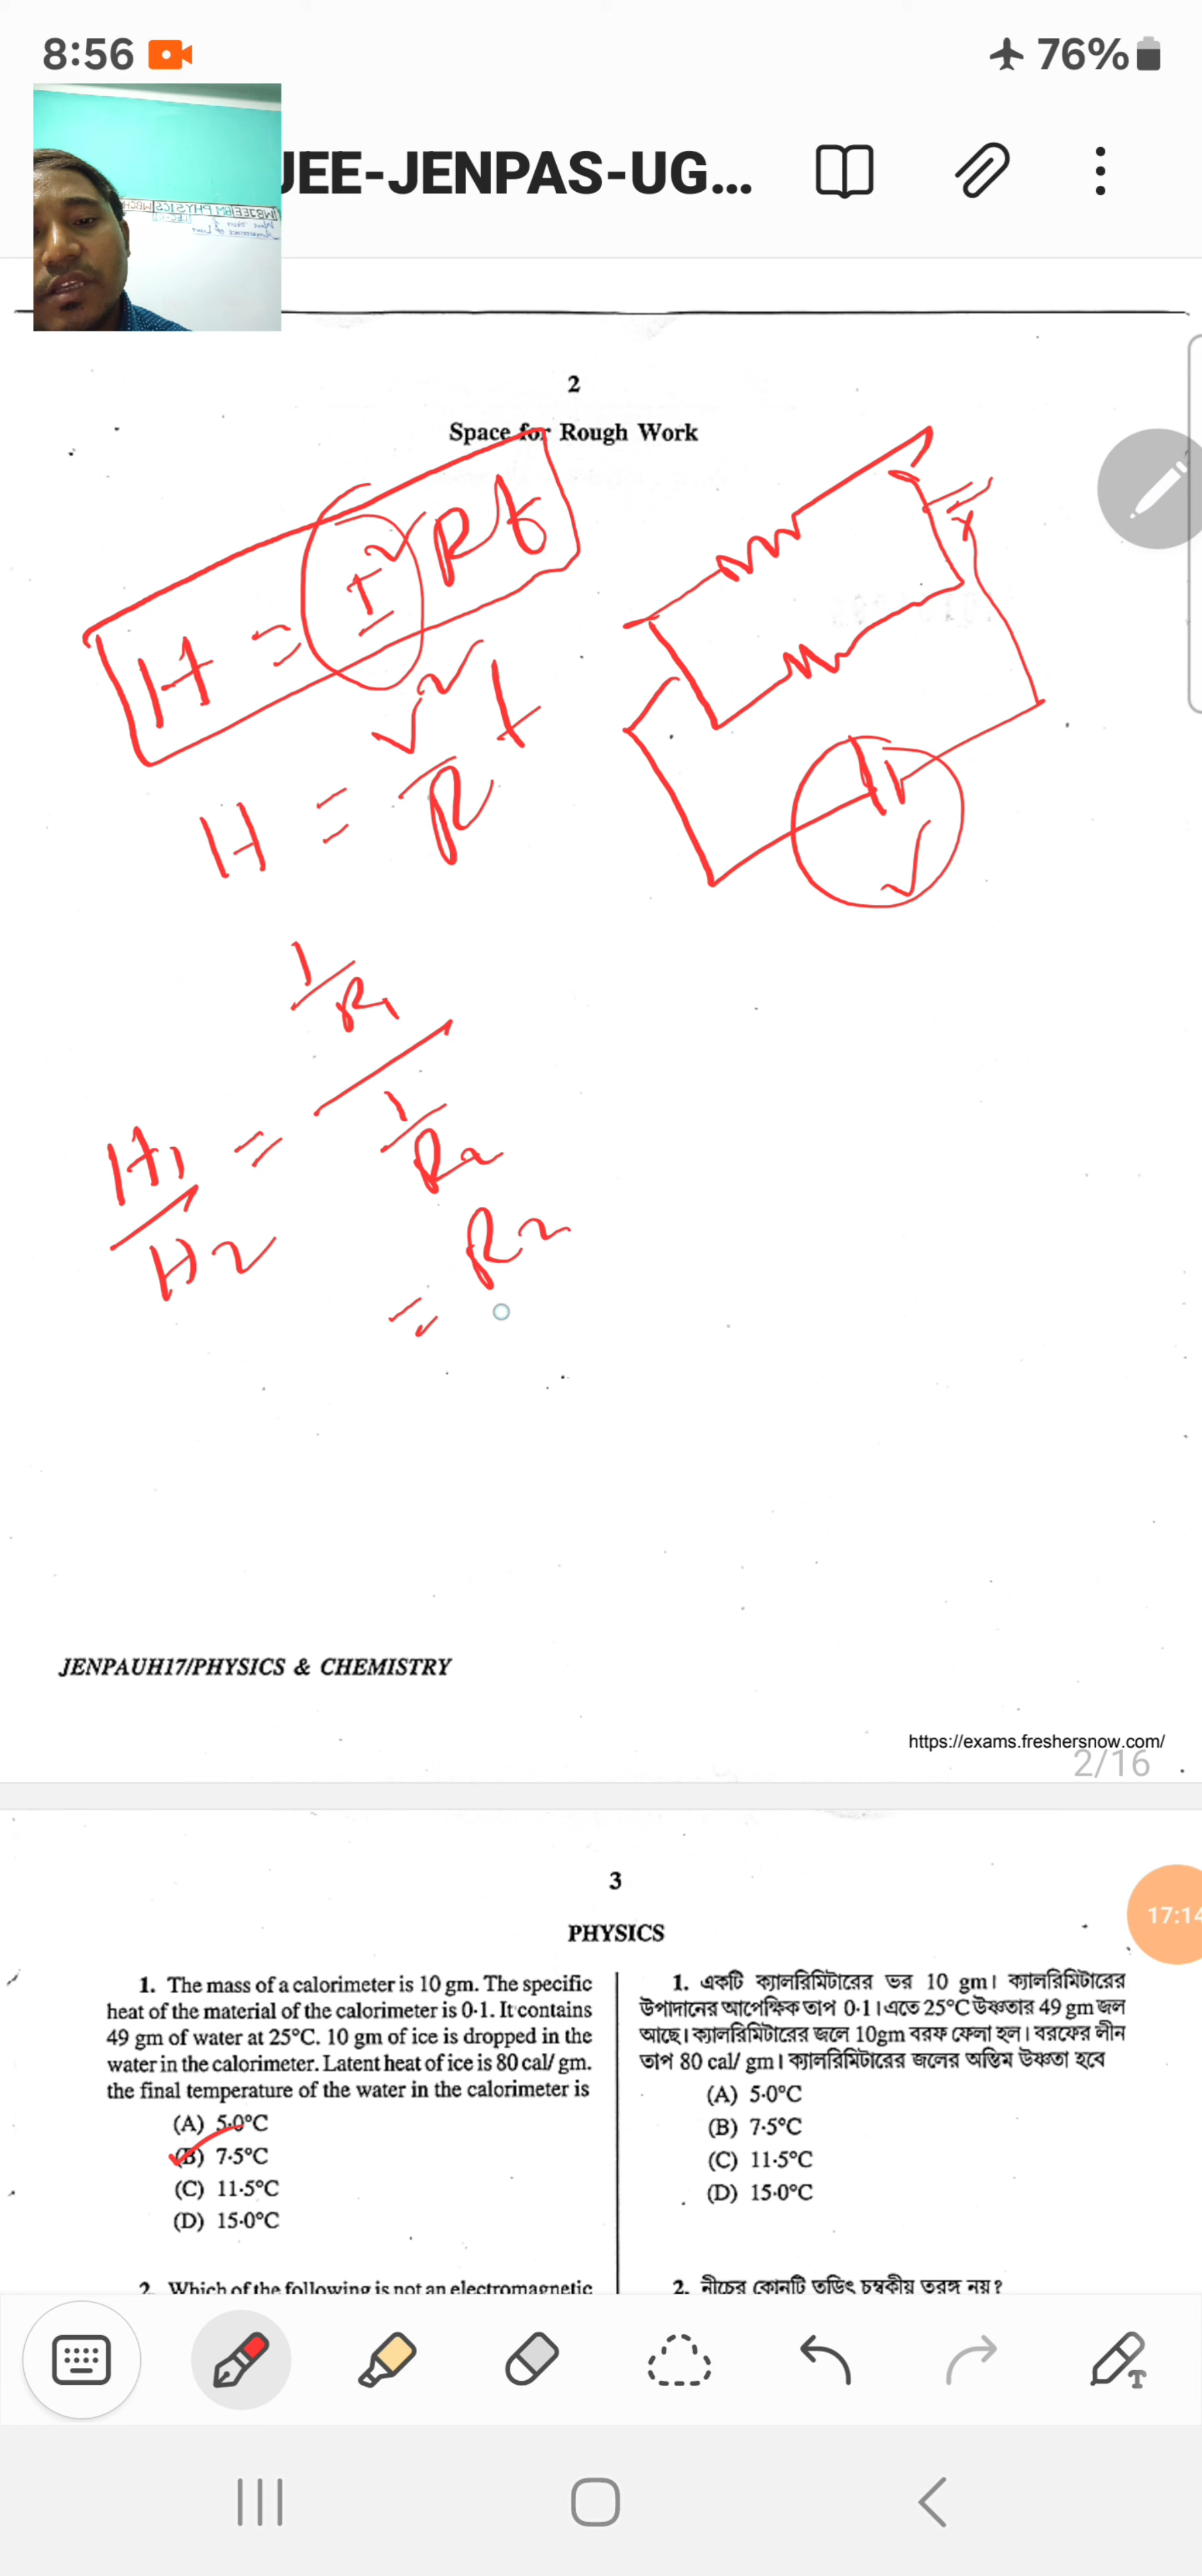 8:56
76%
JEE-JENPAS-UG...
2
Space for Rough Work
H = I²Rt
H = V²/R t
V
H1/H2 = 1/R1 / 1/R2
= R2
JENPAUH17/PHYSICS & CHEMISTRY
https://exams.freshersnow.com/
2/16
3
PHYSICS
17:14
1. The mass of a calorimeter is 10 gm. The specific
heat of the material of the calorimeter is 0·1. It contains
49 gm of water at 25°C. 10 gm of ice is dropped in the
water in the calorimeter. Latent heat of ice is 80 cal/ gm.
the final temperature of the water in the calorimeter is
(A) 5·0°C
(B) 7·5°C
(C) 11·5°C
(D) 15·0°C
2. Which of the following is not an electromagnetic
1. একটি ক্যালরিমিটারের ভর 10 gm। ক্যালরিমিটারের
উপাদানের আপেক্ষিক তাপ 0·1। এতে 25°C উষ্ণতার 49 gm জল
আছে। ক্যালরিমিটারের জলে 10gm বরফ ফেলা হল। বরফের লীন
তাপ 80 cal/ gm। ক্যালরিমিটারের জলের অন্তিম উষ্ণতা হবে
(A) 5·0°C
(B) 7·5°C
(C) 11·5°C
(D) 15·0°C
2. নীচের কোনটি তড়িৎ চুম্বকীয় তরঙ্গ নয়?